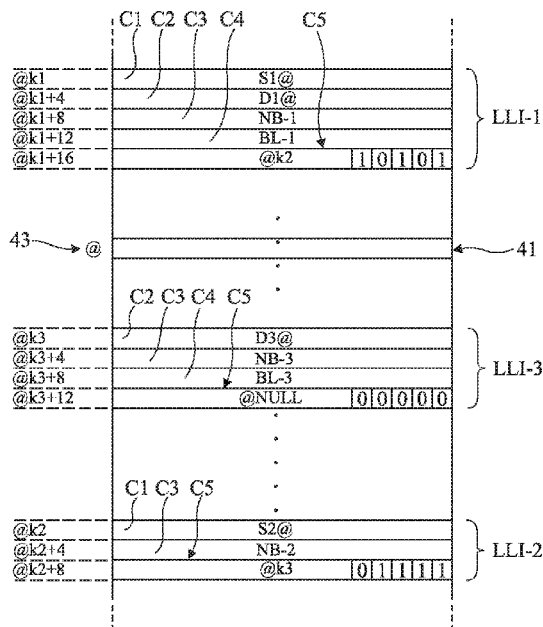 C1 C2 C3 C4 C5
@k1 S1@
@k1+4 D1@
@k1+8 NB-1
@k1+12 BL-1
@k1+16 @k2 1 0 1 0 1
LLI-1
43 @ 41
C2 C3 C4 C5
@k3 D3@
@k3+4 NB-3
@k3+8 BL-3
@k3+12 @NULL 0 0 0 0 0
LLI-3
C1 C3 C5
@k2 S2@
@k2+4 NB-2
@k2+8 @k3 0 1 1 1 1
LLI-2